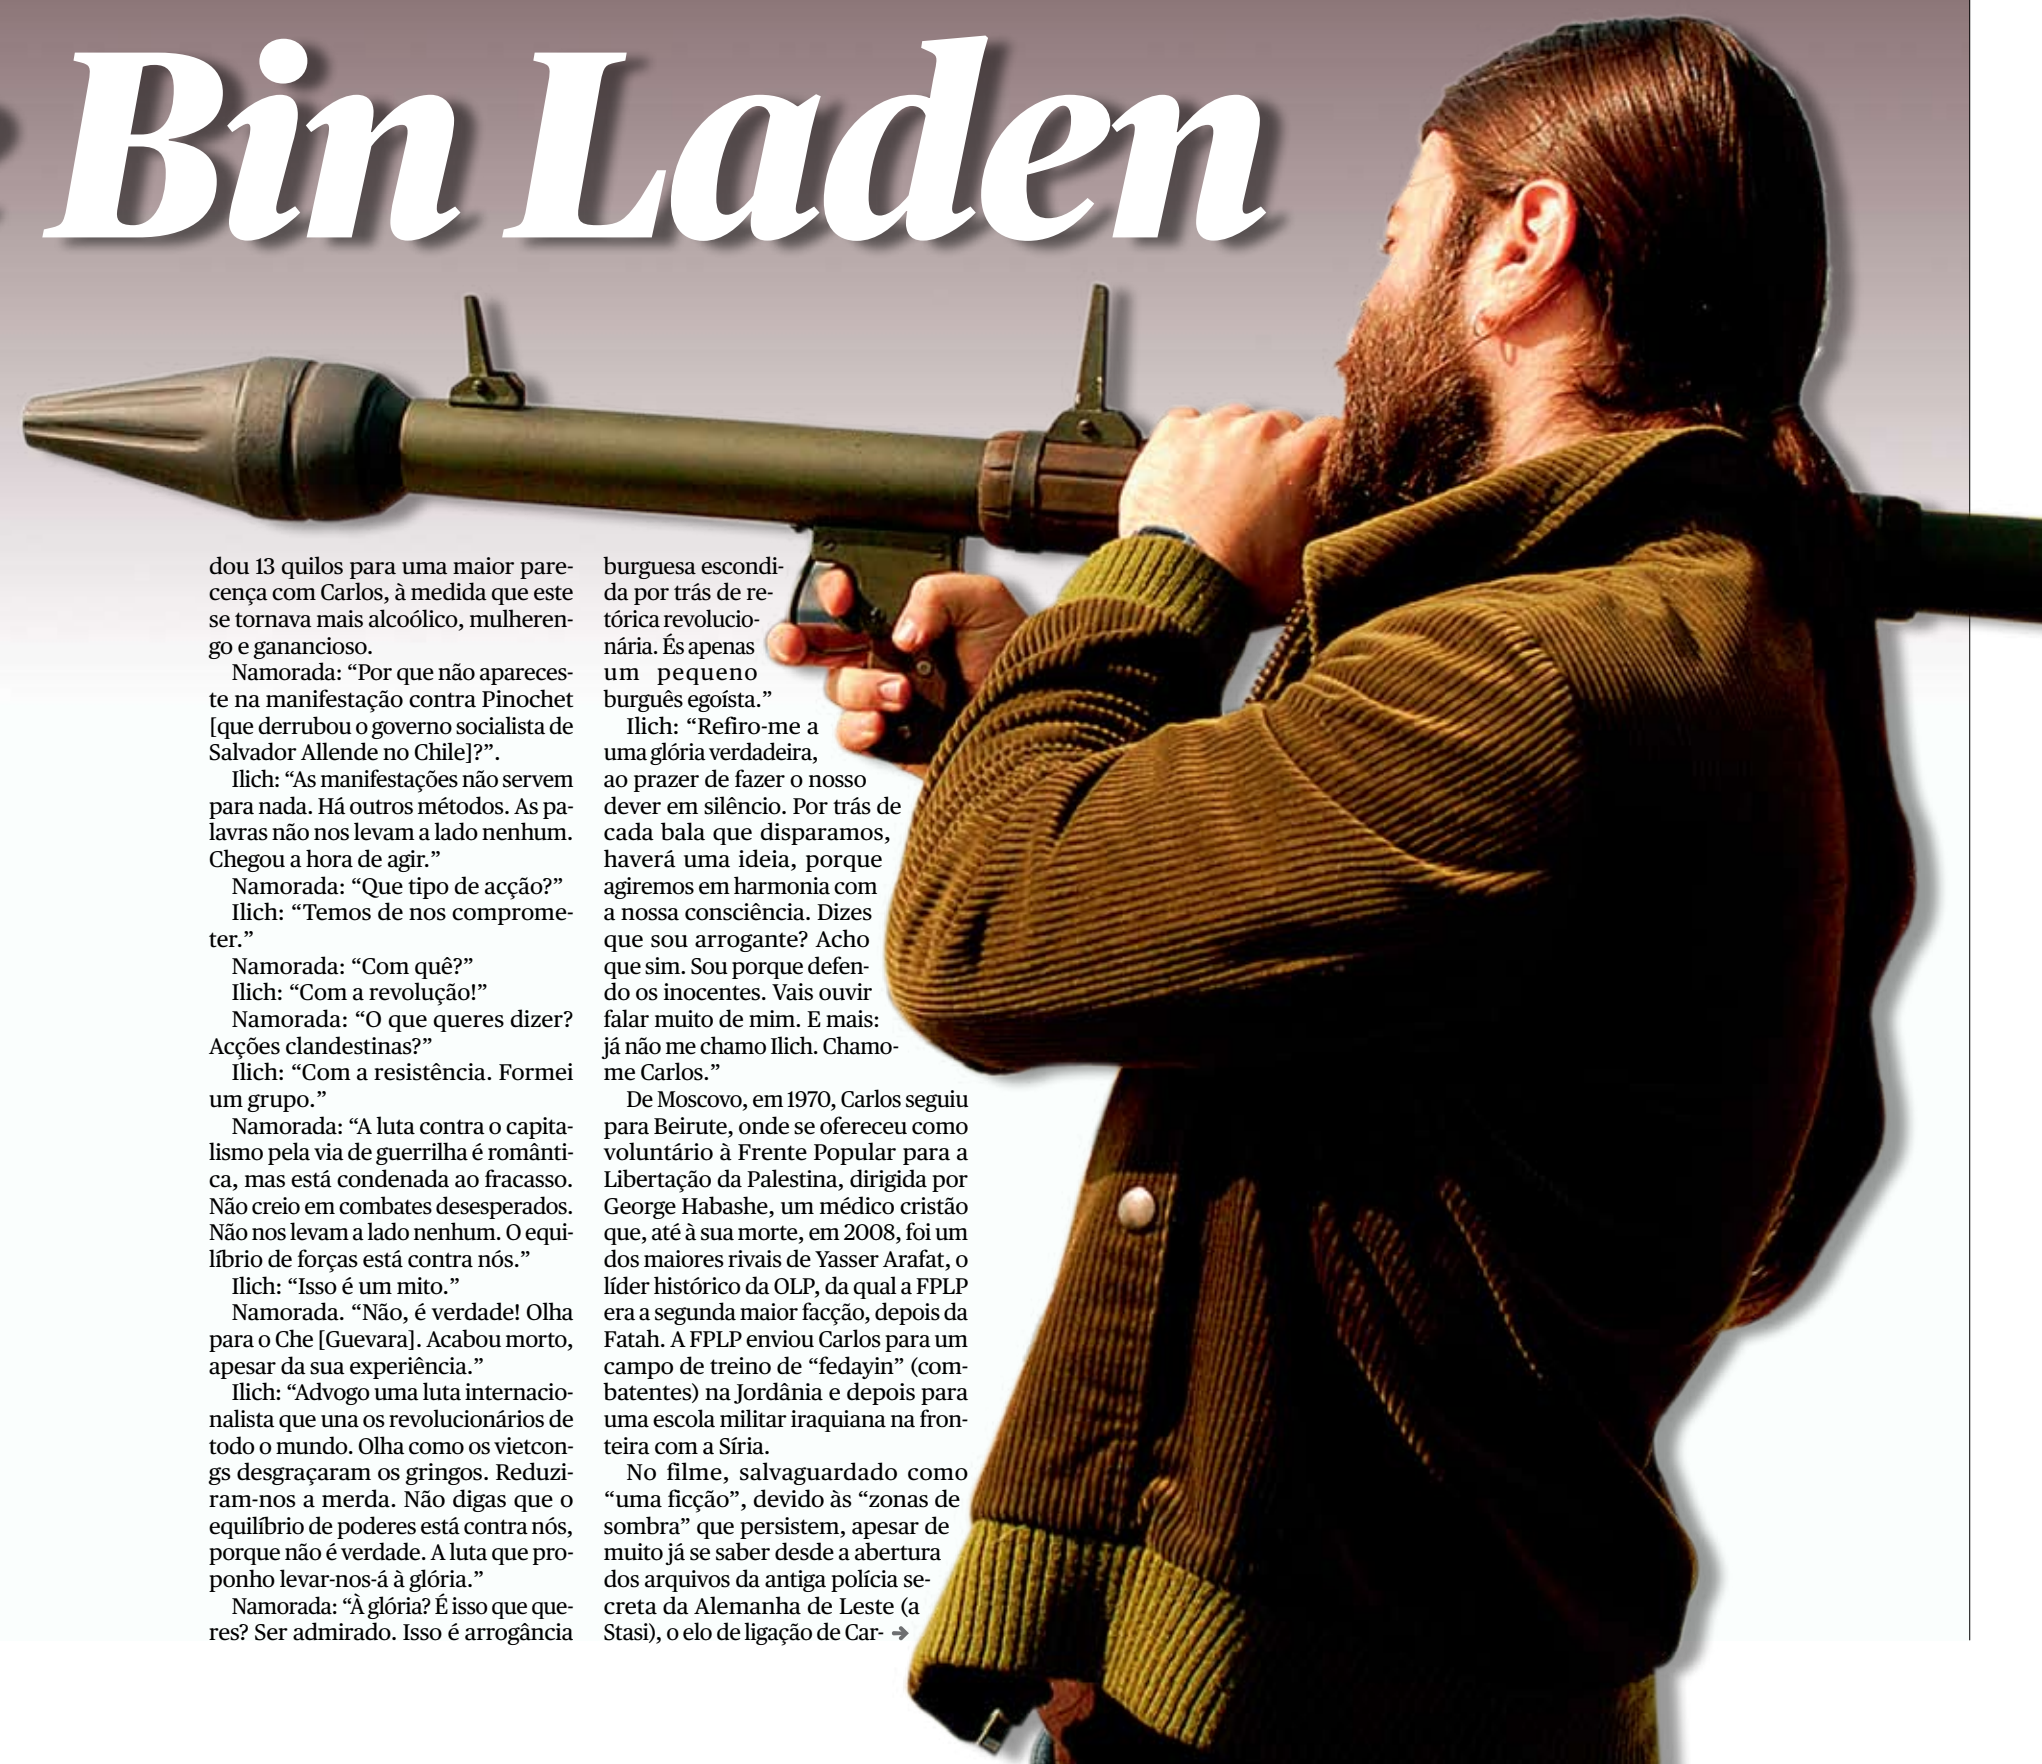 Bin Laden
dou 13 quilos para uma maior pare-
cença com Carlos, à medida que este
se tornava mais alcoólico, mulheren-
go e ganancioso.
Namorada: “Por que não apareces-
te na manifestação contra Pinochet
[que derrubou o governo socialista de
Salvador Allende no Chile]?”.
Ilich: “As manifestações não servem
para nada. Há outros métodos. As pa-
lavras não nos levam a lado nenhum.
Chegou a hora de agir.”
Namorada: “Que tipo de acção?”
Ilich: “Temos de nos comprome-
ter.”
Namorada: “Com quê?”
Ilich: “Com a revolução!”
Namorada: “O que queres dizer?
Acções clandestinas?”
Ilich: “Com a resistência. Formei
um grupo.”
Namorada: “A luta contra o capita-
lismo pela via de guerrilha é românti-
ca, mas está condenada ao fracasso.
Não creio em combates desesperados.
Não nos levam a lado nenhum. O equi-
líbrio de forças está contra nós.”
Ilich: “Isso é um mito.”
Namorada. “Não, é verdade! Olha
para o Che [Guevara]. Acabou morto,
apesar da sua experiência.”
Ilich: “Advogo uma luta internacio-
nalista que una os revolucionários de
todo o mundo. Olha como os vietcon-
gs desgraçaram os gringos. Reduzi-
ram-nos a merda. Não digas que o
equilíbrio de poderes está contra nós,
porque não é verdade. A luta que pro-
ponho levar-nos-á à glória.”
Namorada: “À glória? É isso que que-
res? Ser admirado. Isso é arrogância
burguesa escondi-
da por trás de re-
tórica revolucio-
nária. És apenas
um pequeno
burguês egoísta.”
Ilich: “Refiro-me a
uma glória verdadeira,
ao prazer de fazer o nosso
dever em silêncio. Por trás de
cada bala que disparamos,
haverá uma ideia, porque
agiremos em harmonia com
a nossa consciência. Dizes
que sou arrogante? Acho
que sim. Sou porque defen-
do os inocentes. Vais ouvir
falar muito de mim. E mais:
já não me chamo Ilich. Chamo-
me Carlos.”
De Moscovo, em 1970, Carlos seguiu
para Beirute, onde se ofereceu como
voluntário à Frente Popular para a
Libertação da Palestina, dirigida por
George Habashe, um médico cristão
que, até à sua morte, em 2008, foi um
dos maiores rivais de Yasser Arafat, o
líder histórico da OLP, da qual a FPLP
era a segunda maior facção, depois da
Fatah. A FPLP enviou Carlos para um
campo de treino de “fedayin” (com-
batentes) na Jordânia e depois para
uma escola militar iraquiana na fron-
teira com a Síria.
No filme, salvaguardado como
“uma ficção”, devido às “zonas de
sombra” que persistem, apesar de
muito já se saber desde a abertura
dos arquivos da antiga polícia se-
creta da Alemanha de Leste (a
Stasi), o elo de ligação de Car- →